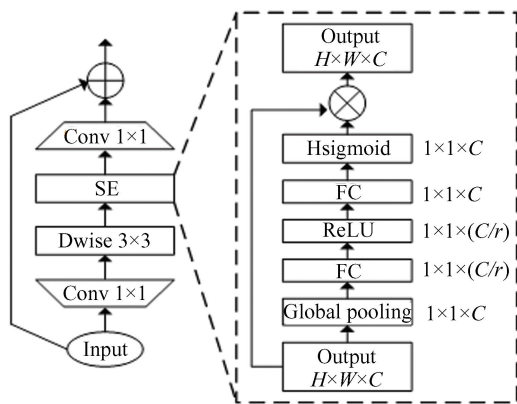 Conv 1×1
SE
Dwise 3×3
Conv 1×1
Input
Output
H×W×C
Hsigmoid 1×1×C
FC 1×1×C
ReLU 1×1×(C/r)
FC 1×1×(C/r)
Global pooling 1×1×C
Output
H×W×C